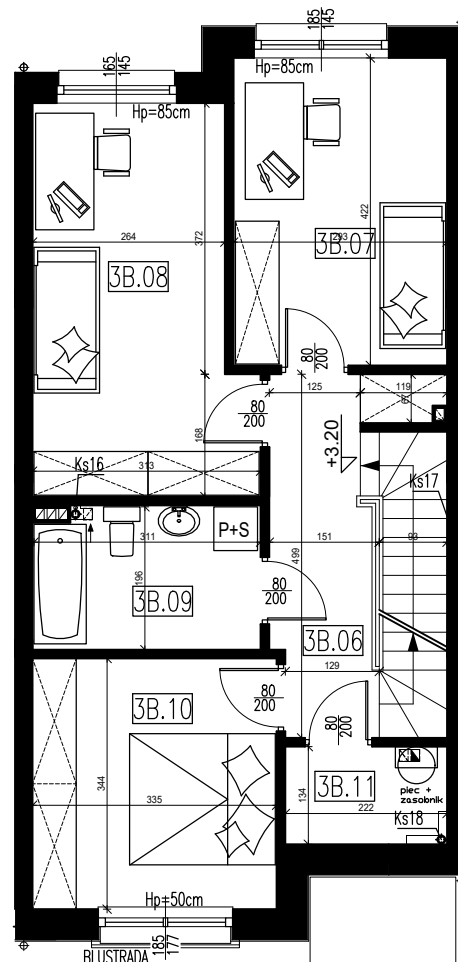 185
145
165
145
Hp=85cm
Hp=85cm
264
372
422
293
3B.07
3B.08
80
200
125
119
67
80
200
168
+3.20
Ks16
313
Ks17
P+S
311
151
93
499
196
80
200
3B.09
3B.06
129
80
200
3B.10
80
200
344
335
134
3B.11
piec +
zasobnik
222
Ks18
Hp=50cm
185
177
BLUSTRADA